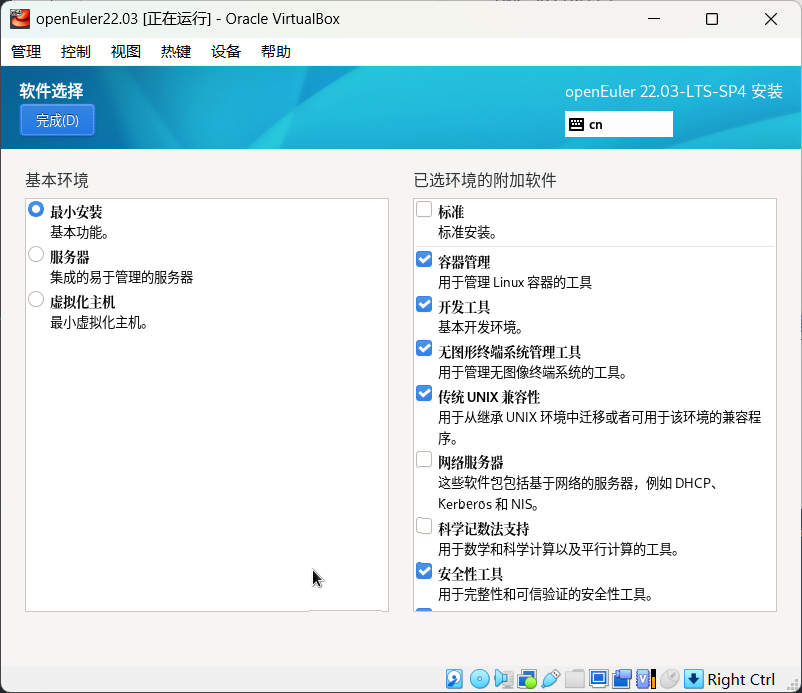 openEuler22.03 [正在运行] - Oracle VirtualBox
管理 控制 视图 热键 设备 帮助
软件选择
openEuler 22.03-LTS-SP4 安装
完成(D)
cn
基本环境
最小安装
基本功能。
服务器
集成的易于管理的服务器
虚拟化主机
最小虚拟化主机。
已选环境的附加软件
标准
标准安装。
容器管理
用于管理 Linux 容器的工具
开发工具
基本开发环境。
无图形终端系统管理工具
用于管理无图像终端系统的工具。
传统 UNIX 兼容性
用于从继承 UNIX 环境中迁移或者可用于该环境的兼容程
序。
网络服务器
这些软件包包括基于网络的服务器，例如 DHCP、
Kerberos 和 NIS。
科学记数法支持
用于数学和科学计算以及平行计算的工具。
安全性工具
用于完整性和可信验证的安全性工具。
Right Ctrl